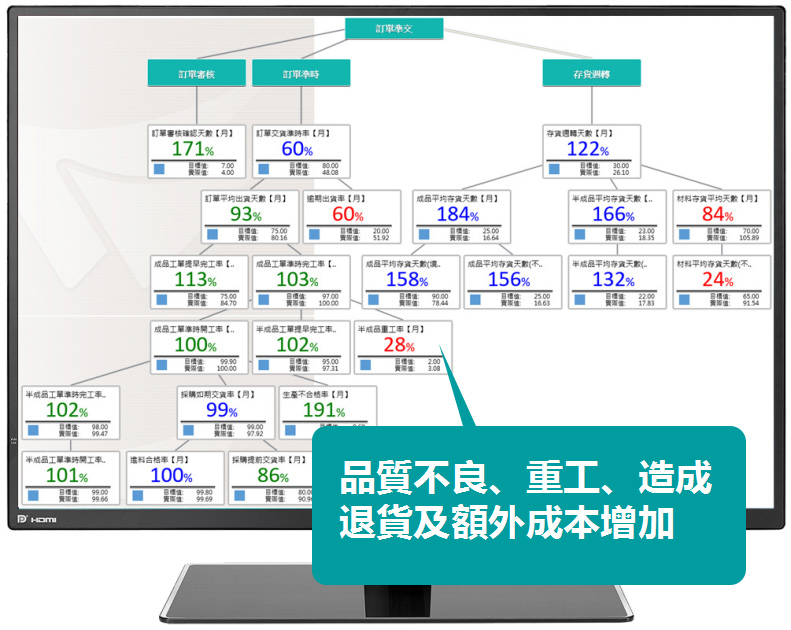 訂單準交
訂單審核
訂單準時
存貨週轉
訂單審核確認天數【月】
171%
目標值: 7.00
實際值: 4.00
訂單交貨準時率【月】
60%
目標值: 80.00
實際值: 48.08
存貨週轉天數【月】
122%
目標值: 30.00
實際值: 26.10
訂單平均出貨天數【月】
93%
目標值: 75.00
實際值: 80.16
逾期出貨率【月】
60%
目標值: 20.00
實際值: 51.92
成品平均存貨天數【月】
184%
目標值: 25.00
實際值: 16.64
半成品平均存貨天數【..
166%
目標值: 23.00
實際值: 18.35
材料存貨平均天數【月】
84%
目標值: 70.00
實際值: 105.89
成品工單提早完工率【..
113%
目標值: 75.00
實際值: 84.70
成品工單準時完工率【..
103%
目標值: 97.00
實際值: 100.00
成品平均存貨天數(境..
158%
目標值: 90.00
實際值: 78.44
成品平均存貨天數(不..
156%
目標值: 25.00
實際值: 16.63
半成品平均存貨天數(不..
132%
目標值: 22.00
實際值: 17.83
材料平均存貨天數(不..
24%
目標值: 65.00
實際值: 91.54
成品工單準時開工率【..
100%
目標值: 99.90
實際值: 100.00
半成品工單提早完工率..
102%
目標值: 95.00
實際值: 97.31
半成品重工率【月】
28%
目標值: 2.00
實際值: 3.08
半成品工單準時完工率..
102%
目標值: 98.00
實際值: 99.47
採購如期交貨率【月】
99%
目標值: 99.00
實際值: 97.92
生產不合格率【月】
191%
半成品工單準時開工率..
101%
目標值: 99.00
實際值: 99.66
進料合格率【月】
100%
目標值: 99.80
實際值: 99.69
採購提前交貨率【月】
86%
目標值: 80.0
實際值: 90.9
品質不良、重工、造成
退貨及額外成本增加
HDMI